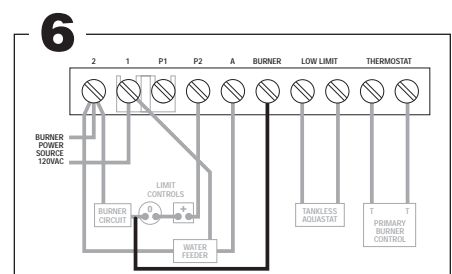 6
2 1 P1 P2 A BURNER LOW LIMIT THERMOSTAT
BURNER
POWER
SOURCE
120VAC
LIMIT
CONTROLS
BURNER
CIRCUIT
0 +
WATER
FEEDER
TANKLESS
AQUASTAT
T T
PRIMARY
BURNER
CONTROL